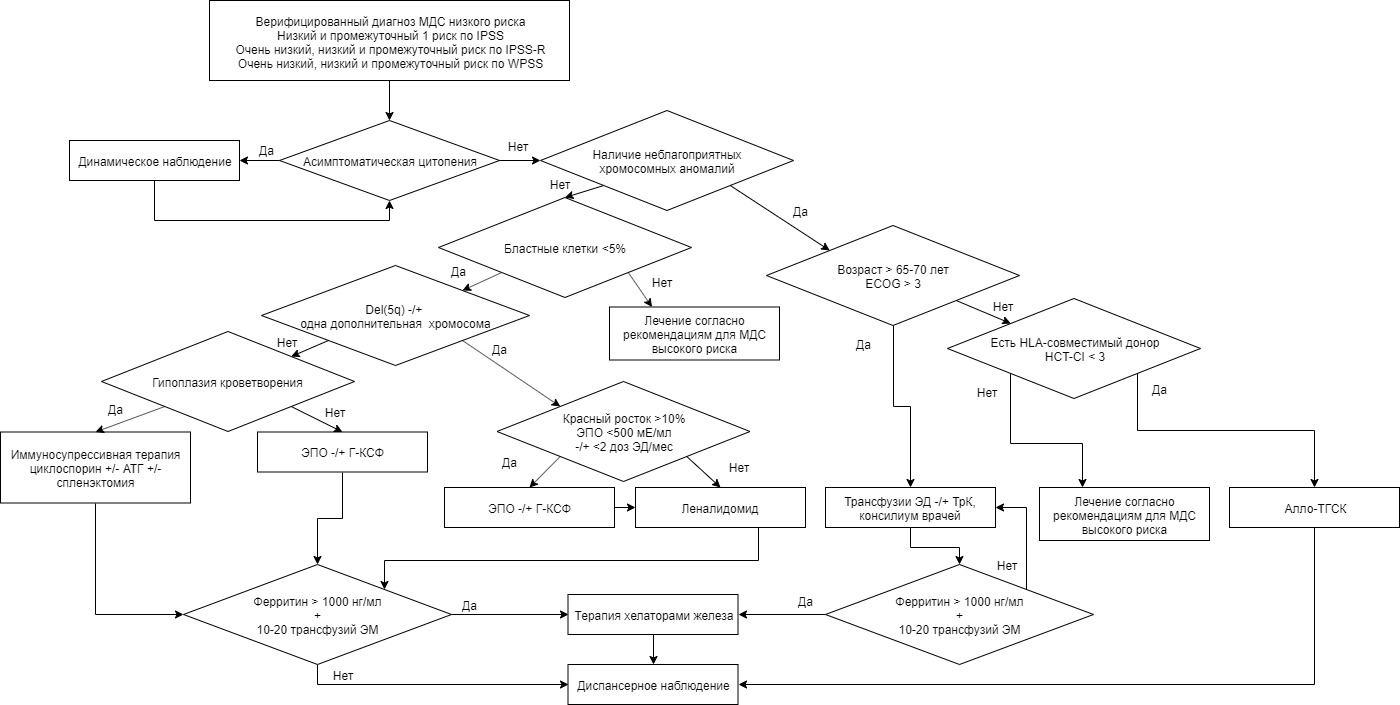 Верифицированный диагноз МДС низкого риска
Низкий и промежуточный 1 риск по IPSS
Очень низкий, низкий и промежуточный риск по IPSS-R
Очень низкий, низкий и промежуточный риск по WPSS
Динамическое наблюдение
Да
Асимптоматическая цитопения
Нет
Наличие неблагоприятных
хромосомных аномалий
Нет
Да
Бластные клетки <5%
Да
Нет
Возраст > 65-70 лет
ECOG > 3
Del(5q) -/+
одна дополнительная хромосома
Лечение согласно
рекомендациям для МДС
высокого риска
Нет
Да
Да
Нет
Есть HLA-совместимый донор
HCT-CI < 3
Гипоплазия кроветворения
Да
Нет
Красный росток >10%
ЭПО <500 мЕ/мл
-/+ <2 доз ЭД/мес
Нет
Да
Иммуносупрессивная терапия
циклоспорин +/- АТГ +/-
спленэктомия
ЭПО -/+ Г-КСФ
Да
Нет
ЭПО -/+ Г-КСФ
Леналидомид
Трансфузии ЭД -/+ ТрК,
консилиум врачей
Лечение согласно
рекомендациям для МДС
высокого риска
Алло-ТГСК
Ферритин > 1000 нг/мл
+
10-20 трансфузий ЭМ
Да
Нет
Терапия хелаторами железа
Да
Ферритин > 1000 нг/мл
+
10-20 трансфузий ЭМ
Нет
Диспансерное наблюдение